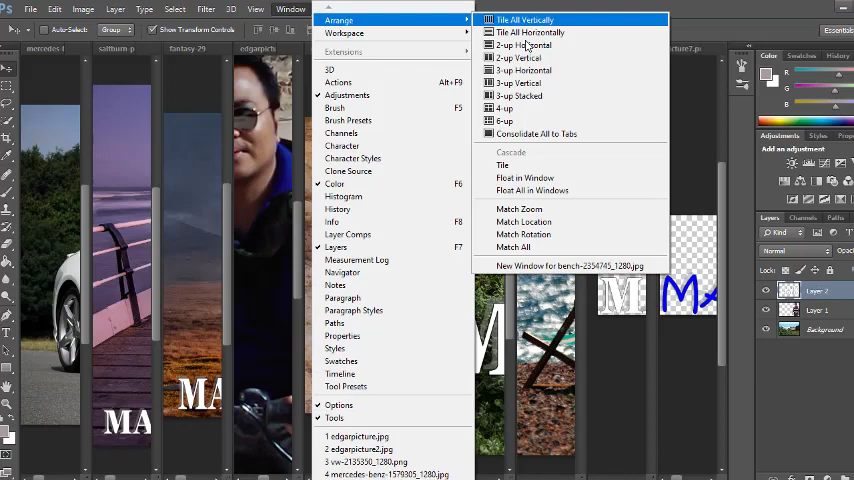 Ps File Edit Image Layer Type Select Filter 3D View Window
Auto-Select: Group Show Transform Controls Essentials
mercedes-l saltburn-p fantasy-29 edgarpich ure7.jpg
Arrange
Workspace
Extensions
3D
Actions Alt+F9
Adjustments
Brush F5
Brush Presets
Channels
Character
Character Styles
Clone Source
Color F6
Histogram
History
Info F8
Layer Comps
Layers F7
Measurement Log
Navigator
Notes
Paragraph
Paragraph Styles
Paths
Properties
Styles
Swatches
Timeline
Tool Presets
Options
Tools
1 edgarpicture.jpg
2 edgarpicture2.jpg
3 vw-2135350_1280.png
4 mercedes-benz-1579305_1280.jpg
Tile All Vertically
Tile All Horizontally
2-up Horizontal
2-up Vertical
3-up Horizontal
3-up Vertical
3-up Stacked
4-up
6-up
Consolidate All to Tabs
Cascade
Tile
Float in Window
Float All in Windows
Match Zoom
Match Location
Match Rotation
Match All
New Window for bench-2354745_1280.jpg
Color Swatches
R
G
B
Adjustments Styles
Add an adjustment
Layers Channels Paths
Kind
Normal Opacity
Lock:
Layer 2
Layer 1
Background
MA
MA
M
M
MA